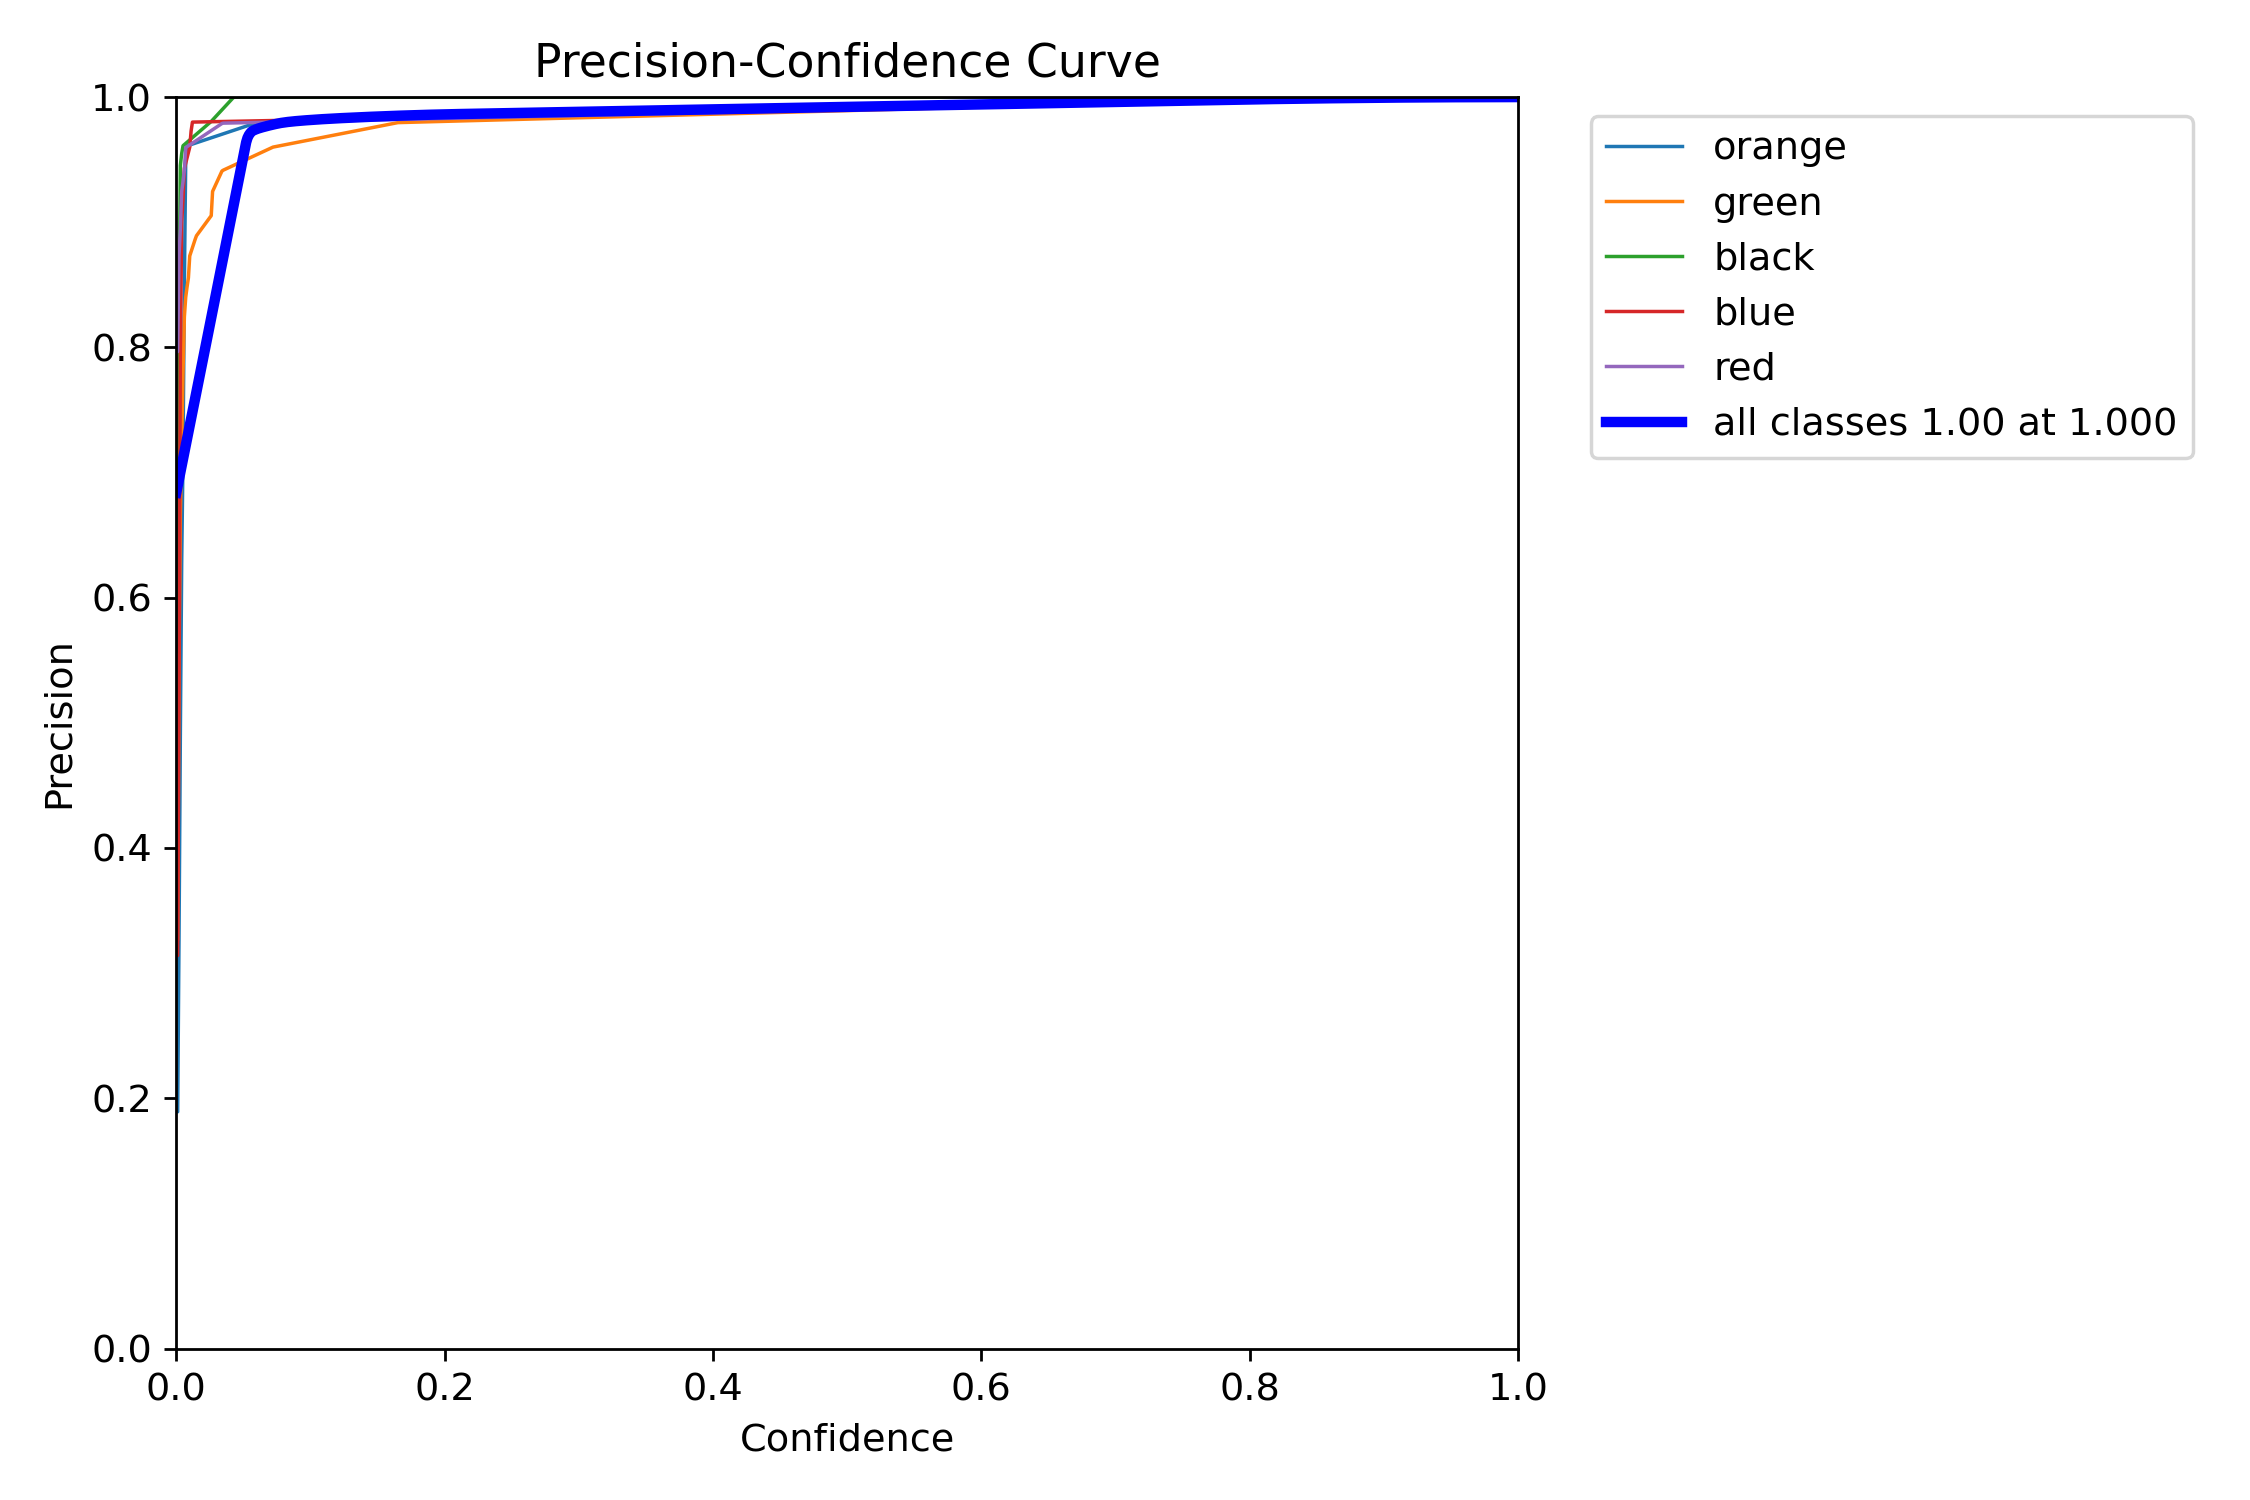 Precision-Confidence Curve
1.0
0.8
0.6
0.4
0.2
0.0
Precision
0.0 0.2 0.4 0.6 0.8 1.0
Confidence
orange
green
black
blue
red
all classes 1.00 at 1.000